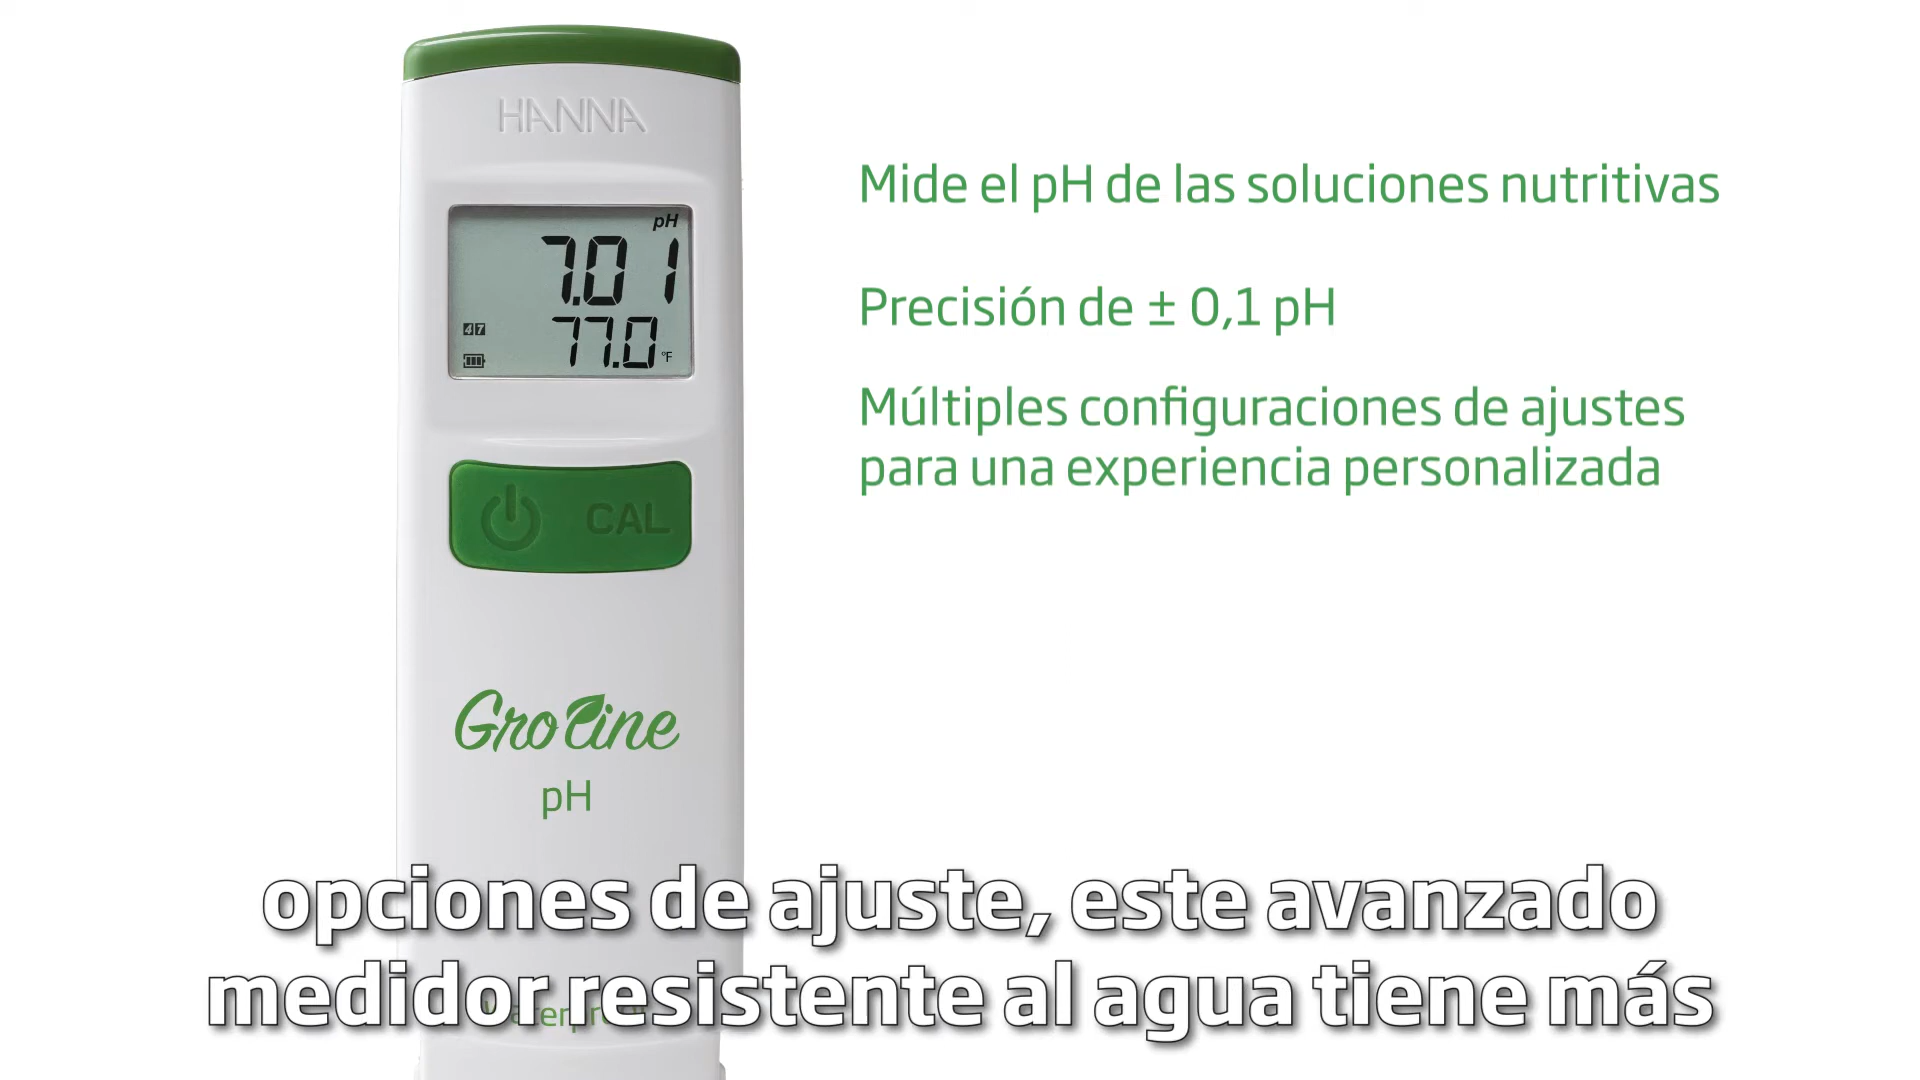 HANNA
pH
7.01
47
77.0 °F
CAL
GroLine
pH
Mide el pH de las soluciones nutritivas
Precisión de ± 0,1 pH
Múltiples configuraciones de ajustes
para una experiencia personalizada
opciones de ajuste, este avanzado
medidor resistente al agua tiene más